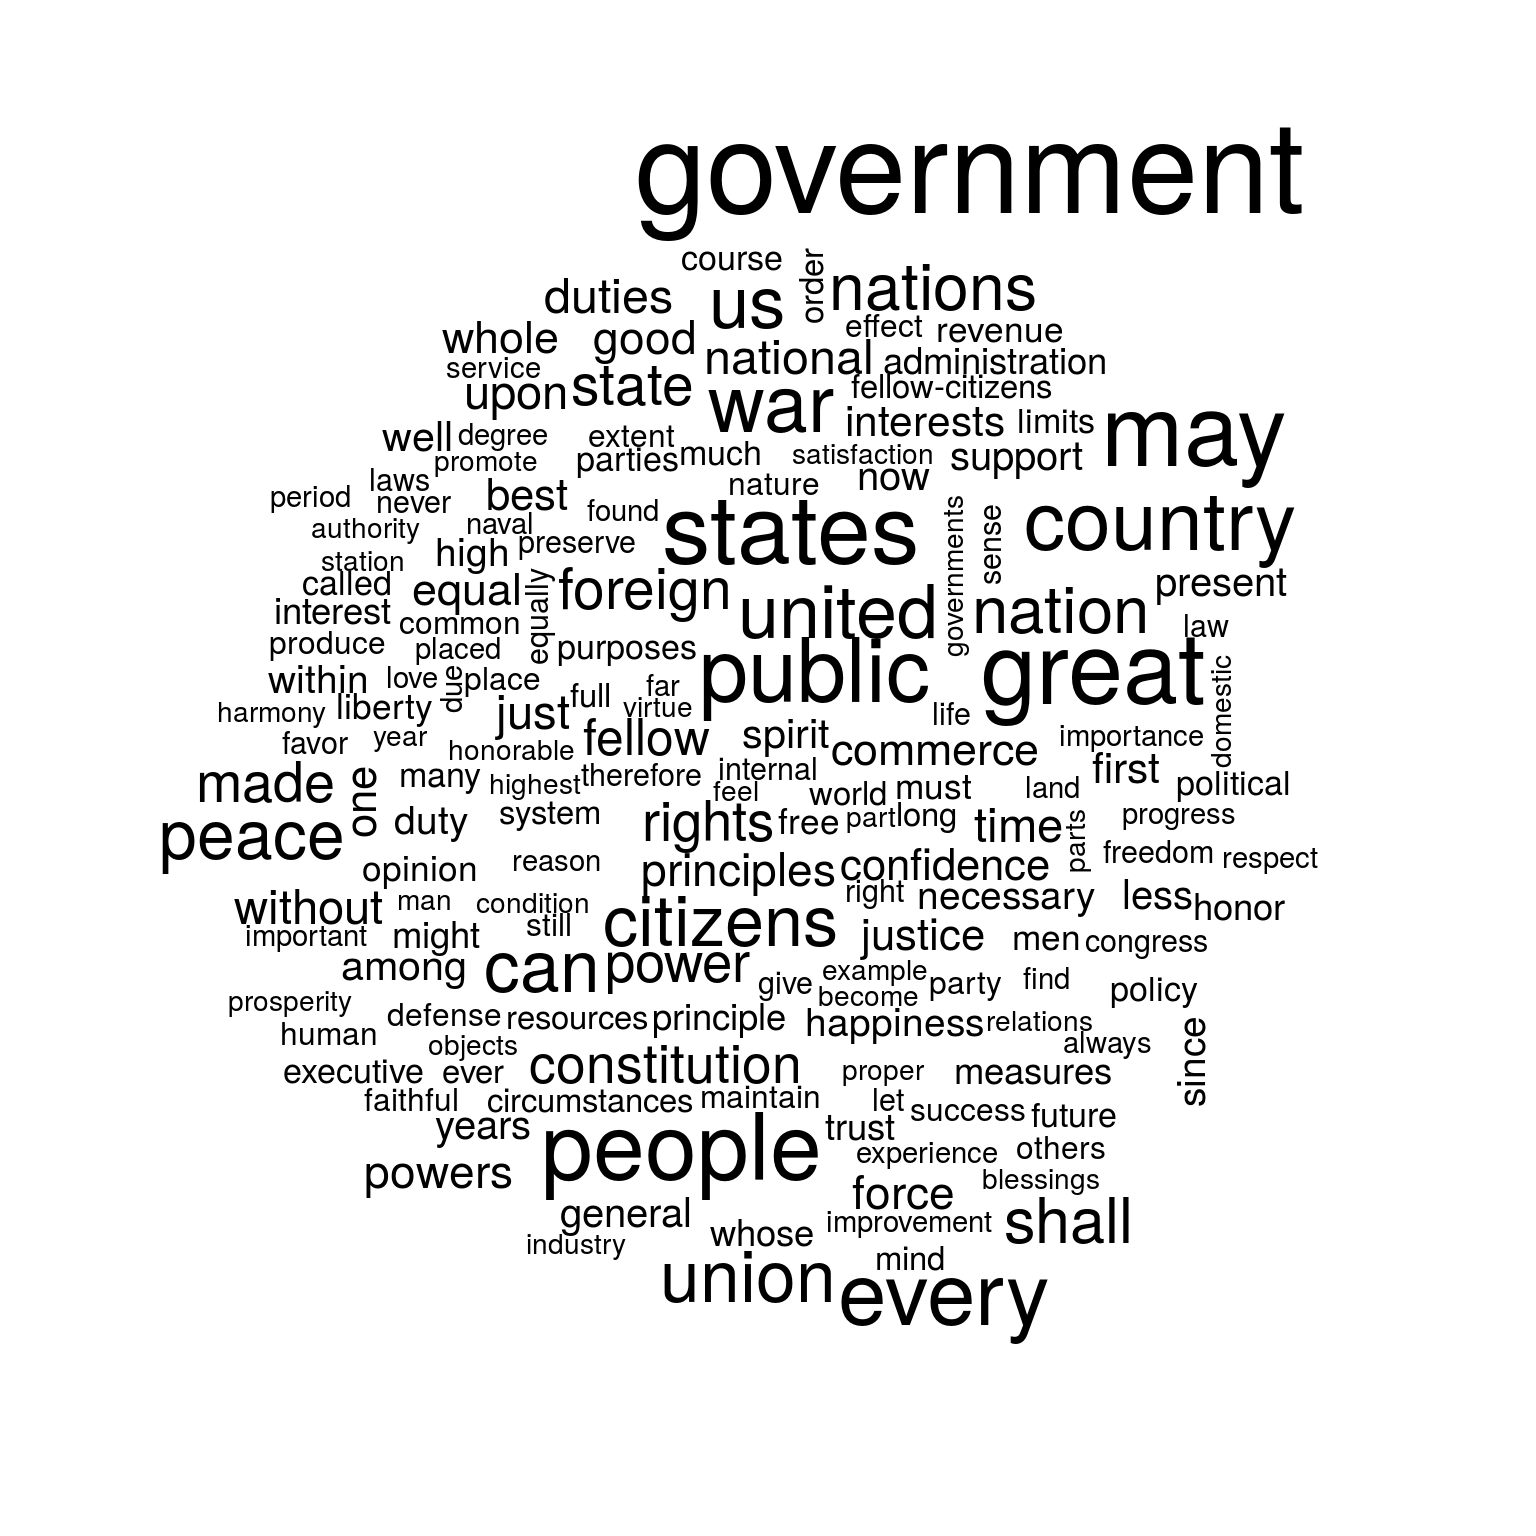 government
course
order
nations
duties
us
effect
revenue
whole
good
national
administration
service
upon
state
war
fellow-citizens
interests
limits
may
well
degree
extent
promote
parties
much
satisfaction
now
support
laws
nature
period
never
best
found
states
governments
sense
country
authority
naval
high
preserve
station
called
equal
equally
foreign
united
nation
present
interest
common
law
produce
placed
purposes
public
great
domestic
within
love
due
place
far
harmony
liberty
just
full
virtue
life
favor
year
honorable
fellow
spirit
commerce
importance
made
one
many
highest
therefore
internal
feel
world
must
land
first
political
peace
duty
system
rights
free
part
long
time
parts
progress
opinion
reason
principles
confidence
freedom
respect
without
man
condition
still
citizens
right
necessary
less
honor
important
might
justice
men
congress
among
can
power
give
example
become
party
find
policy
prosperity
defense
resources
principle
happiness
relations
since
human
objects
always
executive
ever
constitution
proper
measures
faithful
circumstances
maintain
let
success
future
years
people
trust
experience
others
powers
force
blessings
general
whose
improvement
shall
industry
mind
union
every